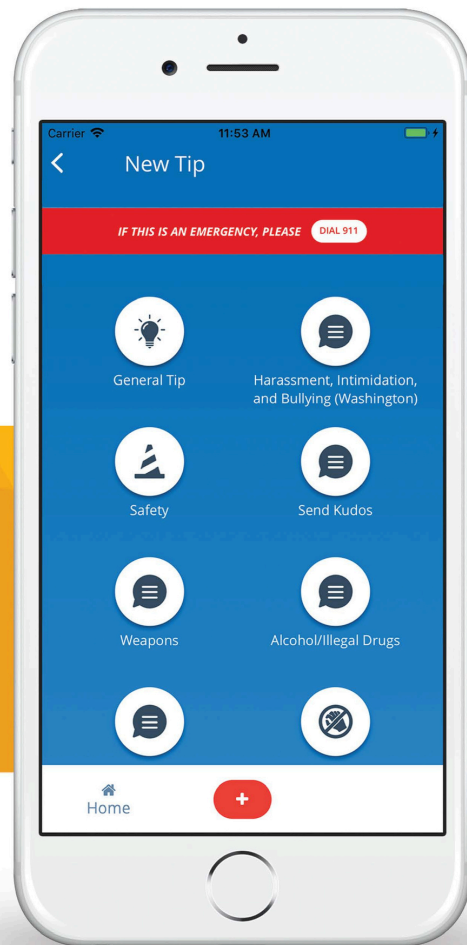 Carrier 11:53 AM
New Tip
IF THIS IS AN EMERGENCY, PLEASE DIAL 911
General Tip
Harassment, Intimidation,
and Bullying (Washington)
Safety
Send Kudos
Weapons
Alcohol/Illegal Drugs
Home
+